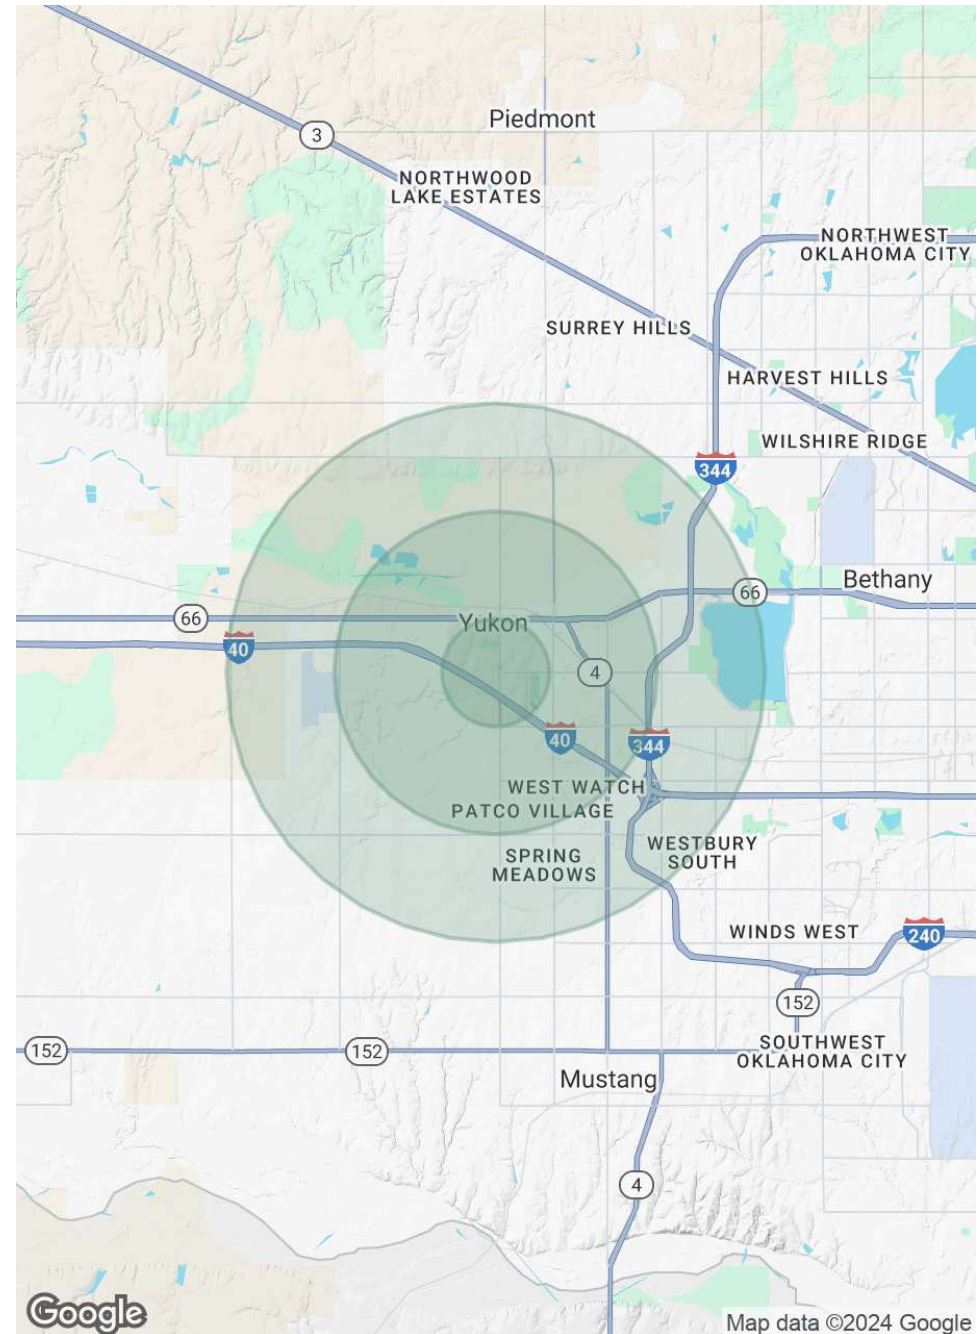 Piedmont
3
NORTHWOOD
LAKE ESTATES
NORTHWEST
OKLAHOMA CITY
SURREY HILLS
HARVEST HILLS
WILSHIRE RIDGE
344
Bethany
66
66
Yukon
40
4
40
344
WEST WATCH
PATCO VILLAGE
WESTBURY
SOUTH
SPRING
MEADOWS
WINDS WEST
240
152
SOUTHWEST
OKLAHOMA CITY
152
152
Mustang
4
Google
Map data ©2024 Google